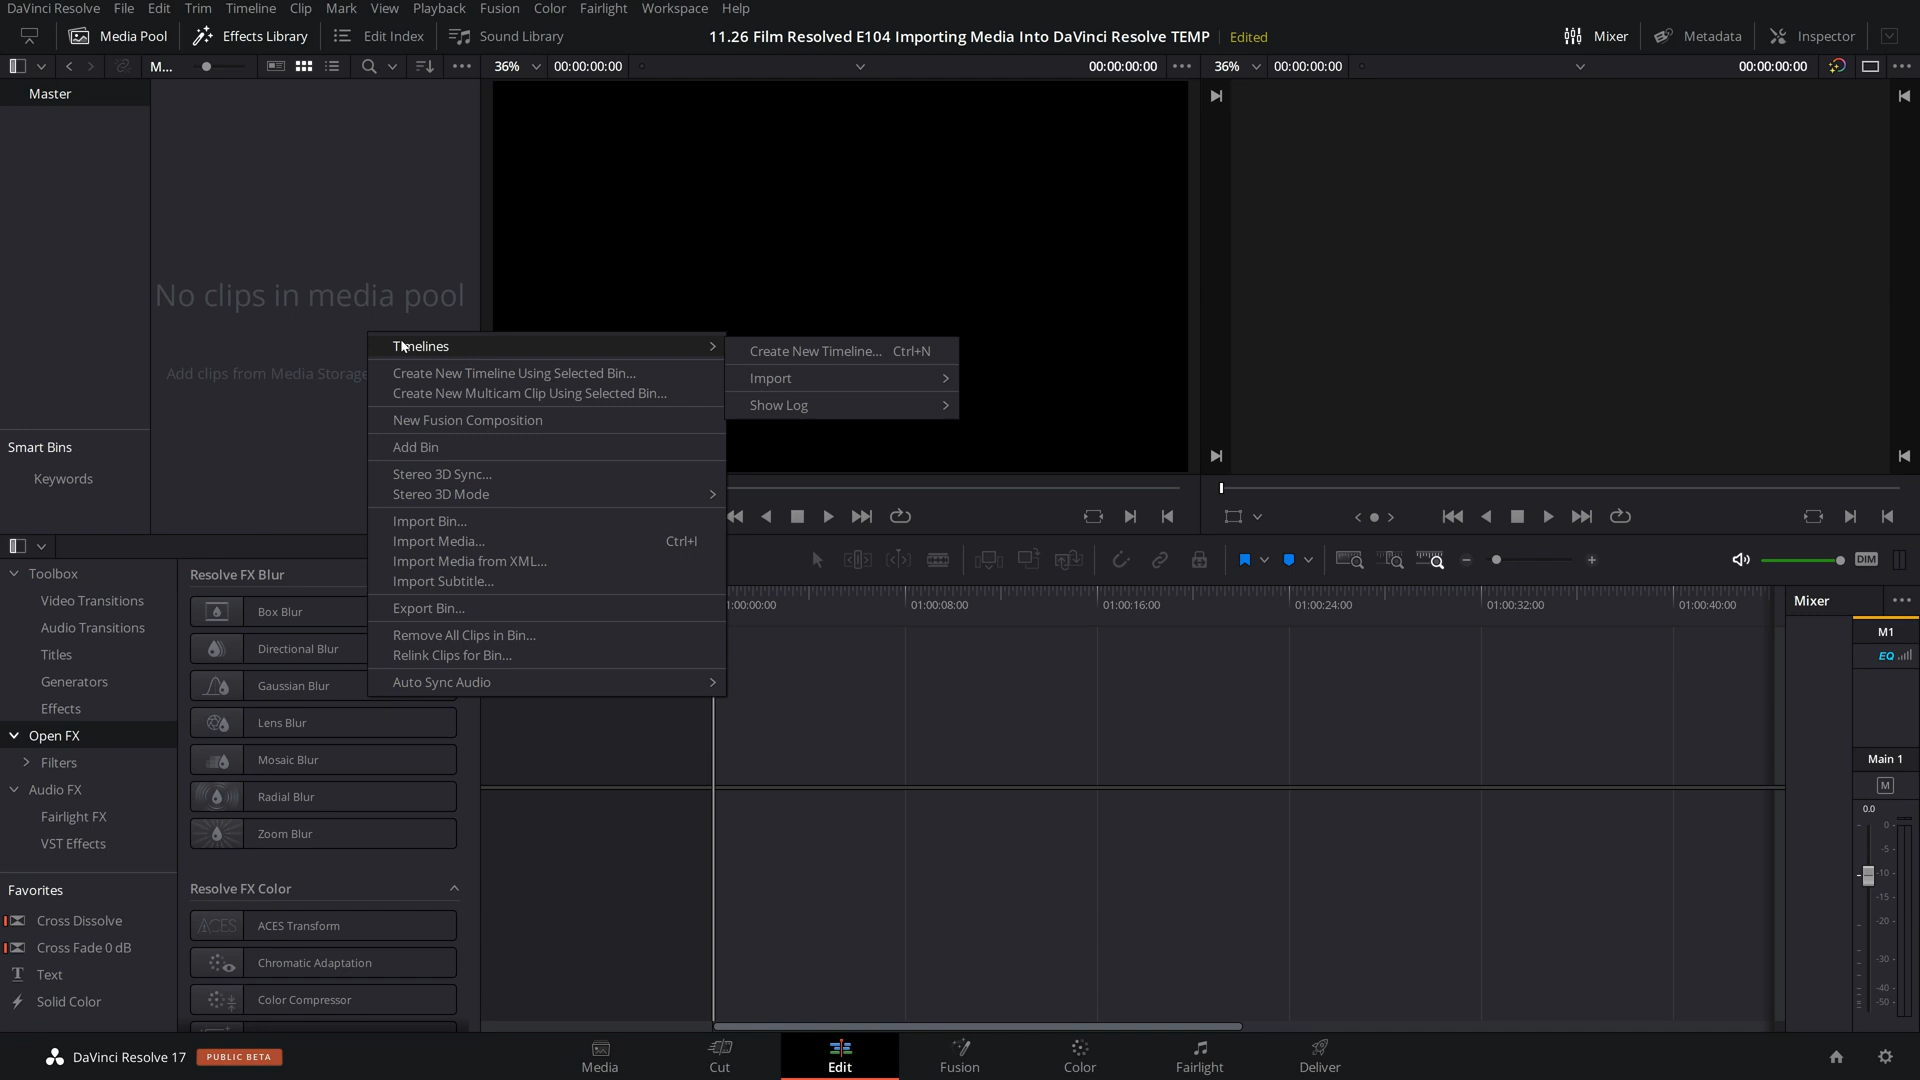 DaVinci Resolve File Edit Trim Timeline Clip Mark View Playback Fusion Color Fairlight Workspace Help
Media Pool Effects Library Edit Index Sound Library 11.26 Film Resolved E104 Importing Media Into DaVinci Resolve TEMP Edited Mixer Metadata Inspector
M... 36% 00:00:00:00 00:00:00:00 36% 00:00:00:00 00:00:00:00
Master
No clips in media pool
Add clips from Media Storage
Smart Bins
Keywords
Timelines
Create New Timeline Using Selected Bin...
Create New Multicam Clip Using Selected Bin...
New Fusion Composition
Add Bin
Stereo 3D Sync...
Stereo 3D Mode
Import Bin...
Import Media... Ctrl+I
Import Media from XML...
Import Subtitle...
Export Bin...
Remove All Clips in Bin...
Relink Clips for Bin...
Auto Sync Audio
Create New Timeline... Ctrl+N
Import
Show Log
Toolbox
Video Transitions
Audio Transitions
Titles
Generators
Effects
Open FX
Filters
Audio FX
Fairlight FX
VST Effects
Favorites
Cross Dissolve
Cross Fade 0 dB
Text
Solid Color
Resolve FX Blur
Box Blur
Directional Blur
Gaussian Blur
Lens Blur
Mosaic Blur
Radial Blur
Zoom Blur
Resolve FX Color
ACES ACES Transform
Chromatic Adaptation
Color Compressor
DIM
1:00:00:00 01:00:08:00 01:00:16:00 01:00:24:00 01:00:32:00 01:00:40:00
Mixer
M1
EQ
Main 1
M
0.0
0
-5
-10
-15
-20
-30
-40
-50
DaVinci Resolve 17 PUBLIC BETA
Media Cut Edit Fusion Color Fairlight Deliver